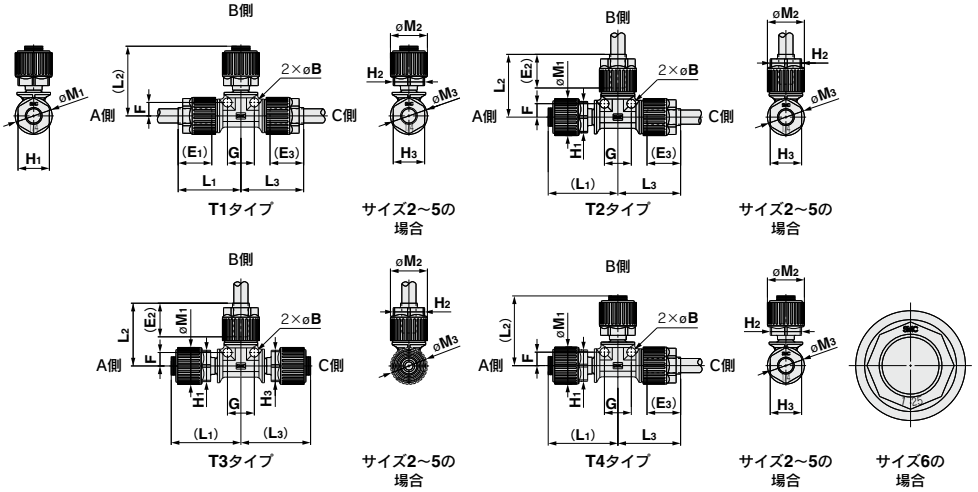 B側
(L2)
F
A側
C側
2×øB
(E1)
G
(E3)
L1
L3
T1タイプ
øM1
H1
øM2
H2
øM3
H3
サイズ2～5の
場合
B側
L2
(E2)
øM1
F
A側
C側
2×øB
H1
G
(E3)
(L1)
L3
T2タイプ
øM2
H2
øM3
H3
サイズ2～5の
場合
B側
L2
(E2)
øM1
F
A側
C側
2×øB
H1
G
H3
(L1)
(L3)
T3タイプ
øM2
H2
øM3
サイズ2～5の
場合
B側
(L2)
øM1
F
A側
C側
2×øB
H1
G
(E3)
(L1)
L3
T4タイプ
øM2
H2
øM3
H3
サイズ2～5の
場合
SMC
サイズ6の
場合